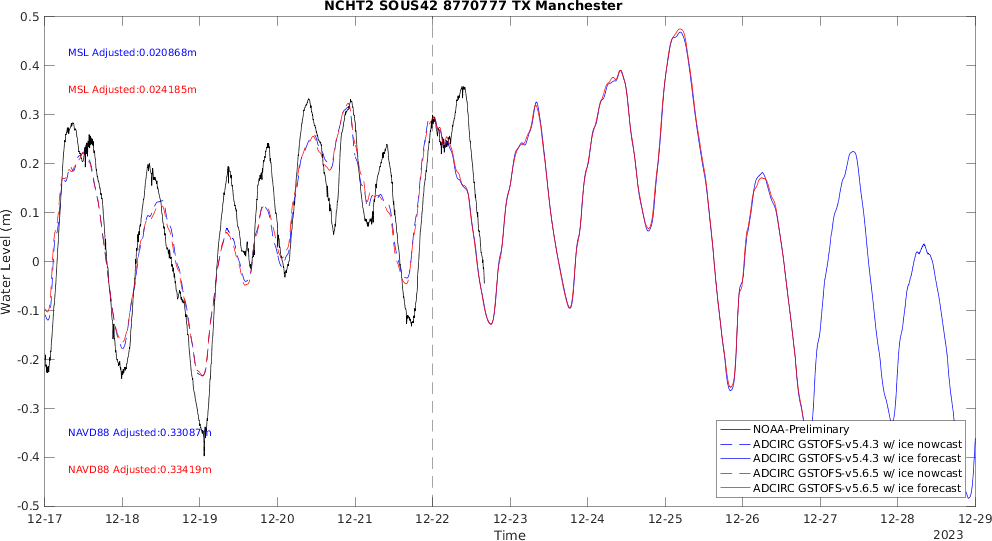 NCHT2 SOUS42 8770777 TX Manchester
0.5
0.4
0.3
0.2
0.1
0
-0.1
-0.2
-0.3
-0.4
-0.5
Water Level (m)
MSL Adjusted:0.020868m
MSL Adjusted:0.024185m
NAVD88 Adjusted:0.33087m
NAVD88 Adjusted:0.33419m
NOAA-Preliminary
ADCIRC GSTOFS-v5.4.3 w/ ice nowcast
ADCIRC GSTOFS-v5.4.3 w/ ice forecast
ADCIRC GSTOFS-v5.6.5 w/ ice nowcast
ADCIRC GSTOFS-v5.6.5 w/ ice forecast
12-17 12-18 12-19 12-20 12-21 12-22 12-23 12-24 12-25 12-26 12-27 12-28 12-29
Time
2023